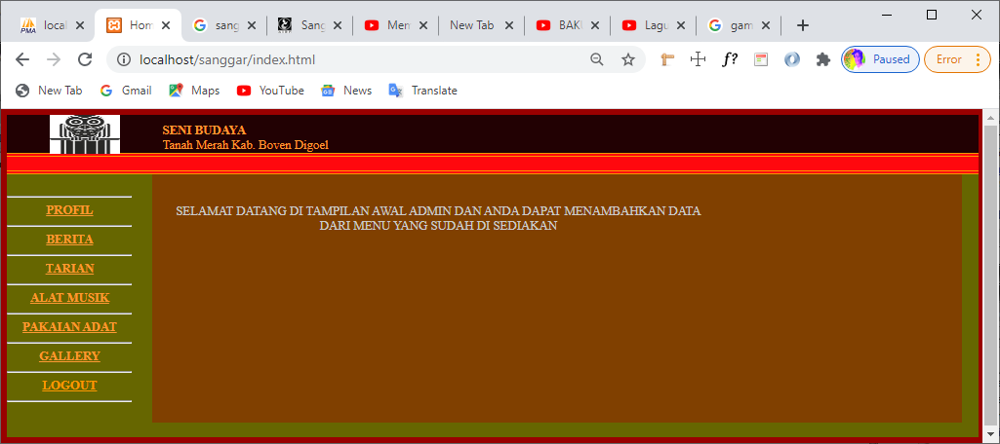 PMA
local
Hom
sang
Sang
Men
New Tab
BAK
Lagu
gam
localhost/sanggar/index.html
f?
Paused
Error
New Tab
Gmail
Maps
YouTube
News
Translate
SENI BUDAYA
Tanah Merah Kab. Boven Digoel
PROFIL
BERITA
TARIAN
ALAT MUSIK
PAKAIAN ADAT
GALLERY
LOGOUT
SELAMAT DATANG DI TAMPILAN AWAL ADMIN DAN ANDA DAPAT MENAMBAHKAN DATA
DARI MENU YANG SUDAH DI SEDIAKAN